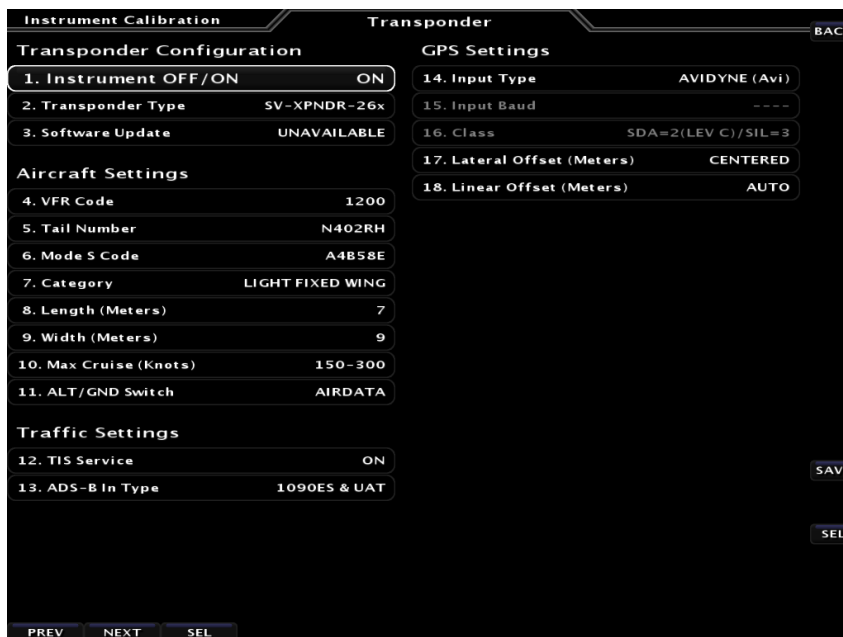 Instrument Calibration
Transponder
BAC
Transponder Configuration
1. Instrument OFF/ON ON
2. Transponder Type SV-XPNDR-26x
3. Software Update UNAVAILABLE
Aircraft Settings
4. VFR Code 1200
5. Tail Number N402RH
6. Mode S Code A4B58E
7. Category LIGHT FIXED WING
8. Length (Meters) 7
9. Width (Meters) 9
10. Max Cruise (Knots) 150-300
11. ALT/GND Switch AIRDATA
Traffic Settings
12. TIS Service ON
13. ADS-B In Type 1090ES & UAT
GPS Settings
14. Input Type AVIDYNE (Avi)
15. Input Baud ----
16. Class SDA=2(LEV C)/SIL=3
17. Lateral Offset (Meters) CENTERED
18. Linear Offset (Meters) AUTO
SAV
SEL
PREV NEXT SEL